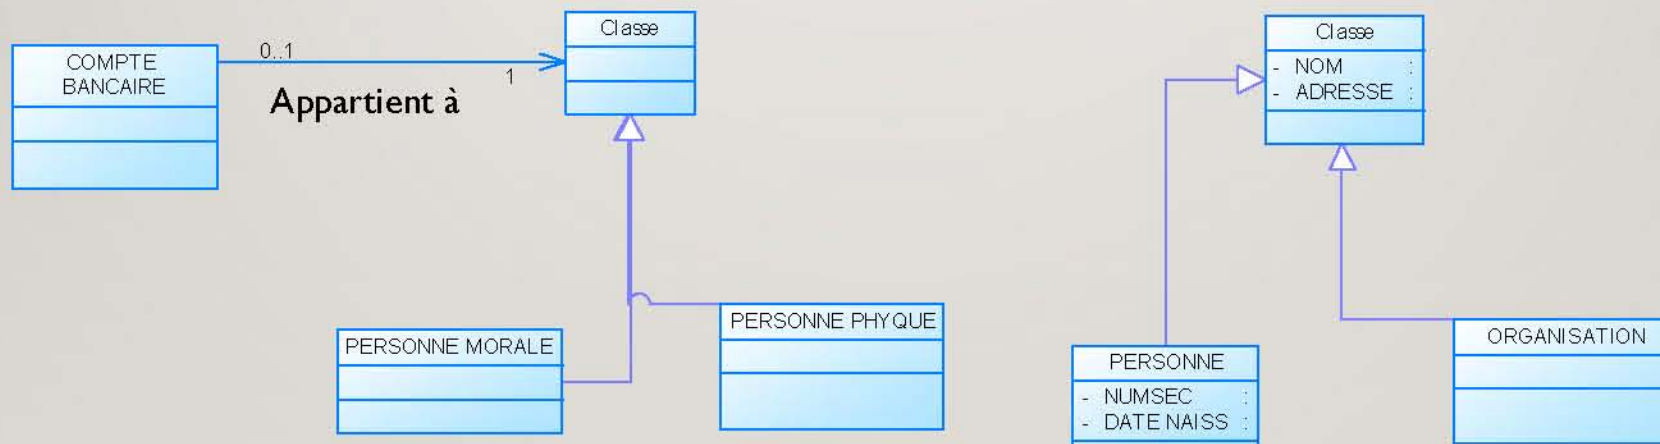 COMPTE
BANCAIRE
0..1
1
Appartient à
Classe
PERSONNE MORALE
PERSONNE PHYQUE
Classe
- NOM :
- ADRESSE :
PERSONNE
- NUMSEC :
- DATE NAISS :
ORGANISATION